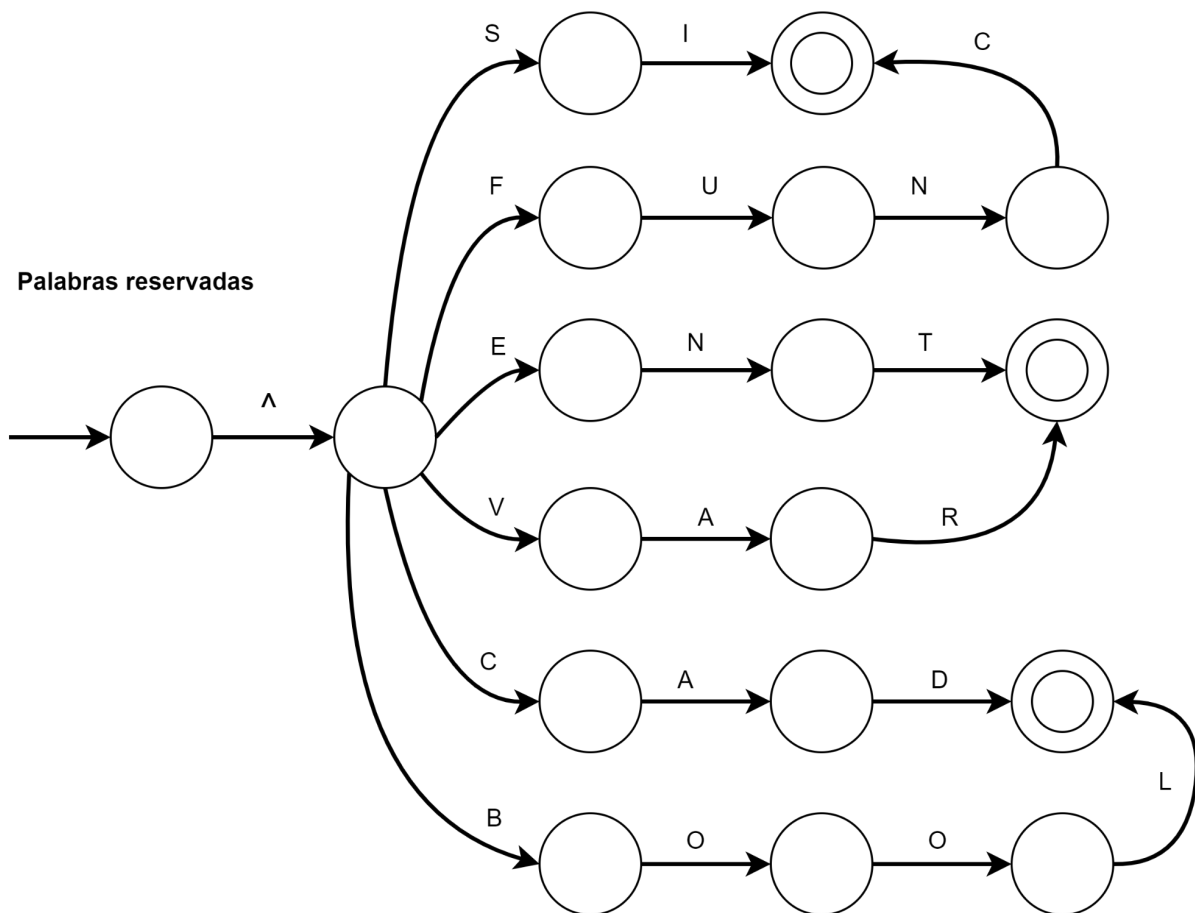 S I C
F U N
Palabras reservadas
E N T
^
V A R
C A D
L
B O O